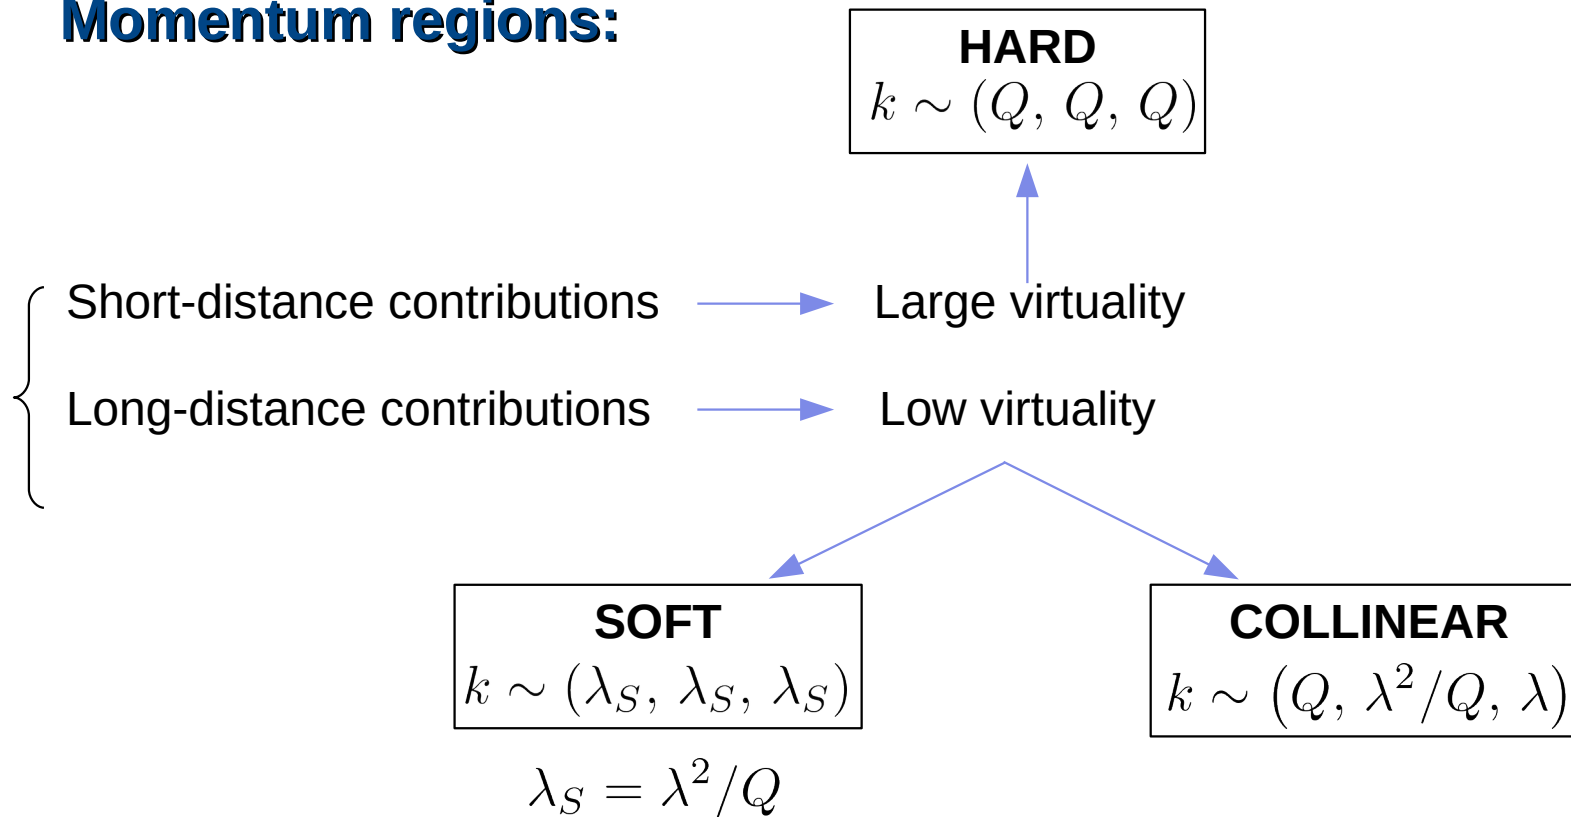 Momentum regions:
HARD
k ∼ (Q, Q, Q)
Short-distance contributions
Large virtuality
Long-distance contributions
Low virtuality
SOFT
k ∼ (λ_S, λ_S, λ_S)
λ_S = λ²/Q
COLLINEAR
k ∼ (Q, λ²/Q, λ)